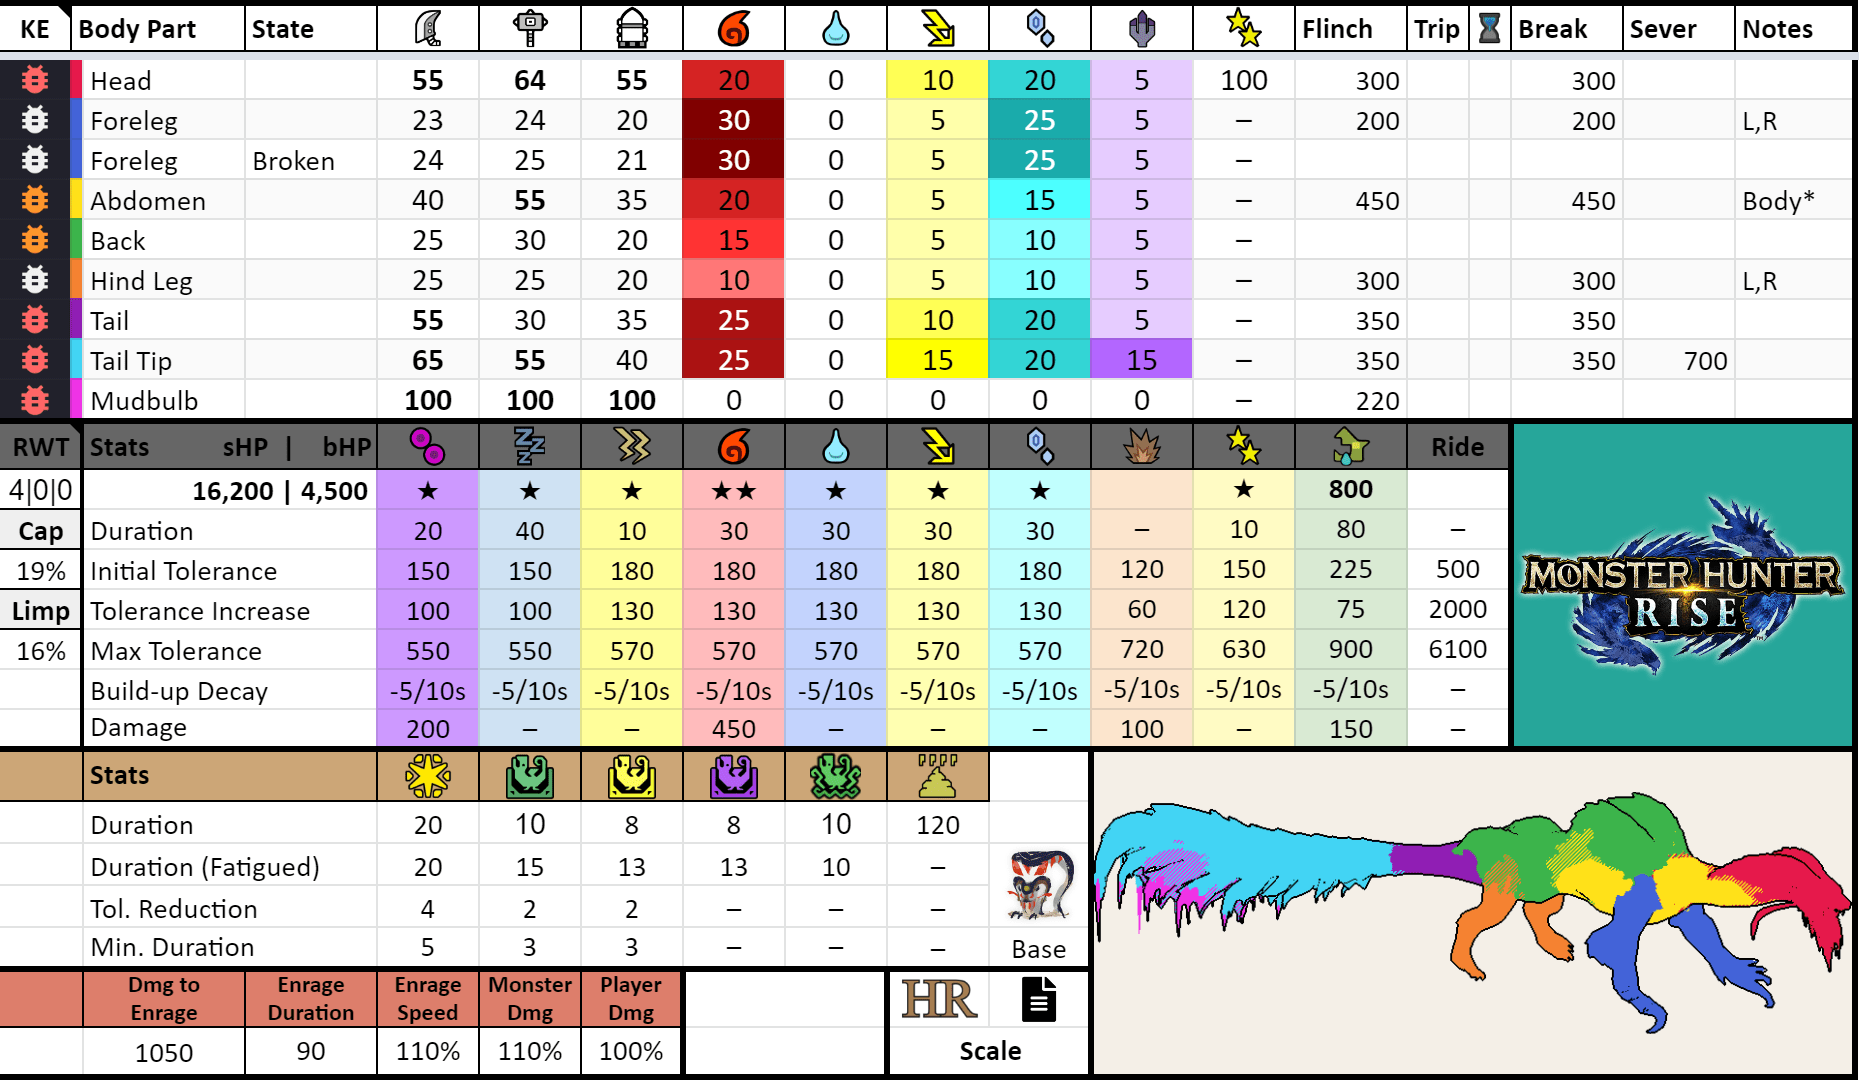 KE Body Part State Flinch Trip Break Sever Notes
Head 55 64 55 20 0 10 20 5 100 300 300
Foreleg 23 24 20 30 0 5 25 5 – 200 200 L,R
Foreleg Broken 24 25 21 30 0 5 25 5 –
Abdomen 40 55 35 20 0 5 15 5 – 450 450 Body*
Back 25 30 20 15 0 5 10 5 –
Hind Leg 25 25 20 10 0 5 10 5 – 300 300 L,R
Tail 55 30 35 25 0 10 20 5 – 350 350
Tail Tip 65 55 40 25 0 15 20 15 – 350 350 700
Mudbulb 100 100 100 0 0 0 0 0 – 220
RWT Stats sHP | bHP Ride
4|0|0 16,200 | 4,500 ★ ★ ★ ★★ ★ ★ ★ ★ 800
Cap Duration 20 40 10 30 30 30 30 – 10 80 –
19% Initial Tolerance 150 150 180 180 180 180 180 120 150 225 500
Limp Tolerance Increase 100 100 130 130 130 130 130 60 120 75 2000
16% Max Tolerance 550 550 570 570 570 570 570 720 630 900 6100
Build-up Decay -5/10s -5/10s -5/10s -5/10s -5/10s -5/10s -5/10s -5/10s -5/10s -5/10s –
Damage 200 – – 450 – – – 100 – 150 –
MONSTER HUNTER
RISE
Stats
Duration 20 10 8 8 10 120
Duration (Fatigued) 20 15 13 13 10 –
Tol. Reduction 4 2 2 – – –
Min. Duration 5 3 3 – – – Base
Dmg to Enrage Enrage Duration Enrage Speed Monster Dmg Player Dmg HR
1050 90 110% 110% 100% Scale